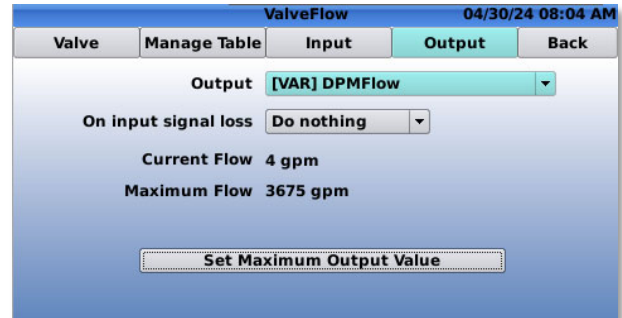 ValveFlow 04/30/24 08:04 AM
Valve Manage Table Input Output Back
Output [VAR] DPMFlow
On input signal loss Do nothing
Current Flow 4 gpm
Maximum Flow 3675 gpm
Set Maximum Output Value